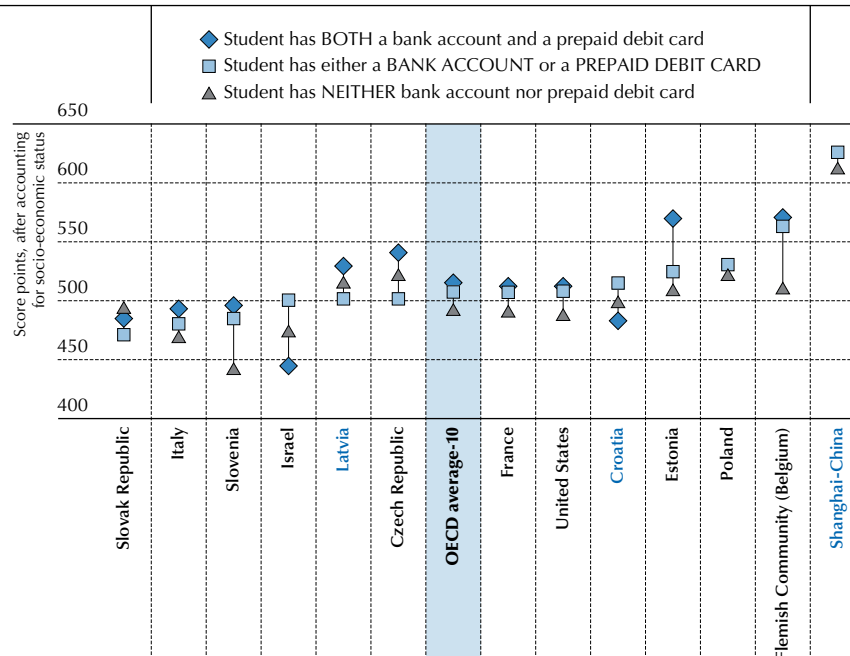 Student has BOTH a bank account and a prepaid debit card
Student has either a BANK ACCOUNT or a PREPAID DEBIT CARD
Student has NEITHER bank account nor prepaid debit card
Score points, after accounting
for socio-economic status
650
600
550
500
450
400
Slovak Republic
Italy
Slovenia
Israel
Latvia
Czech Republic
OECD average-10
France
United States
Croatia
Estonia
Poland
Flemish Community (Belgium)
Shanghai-China